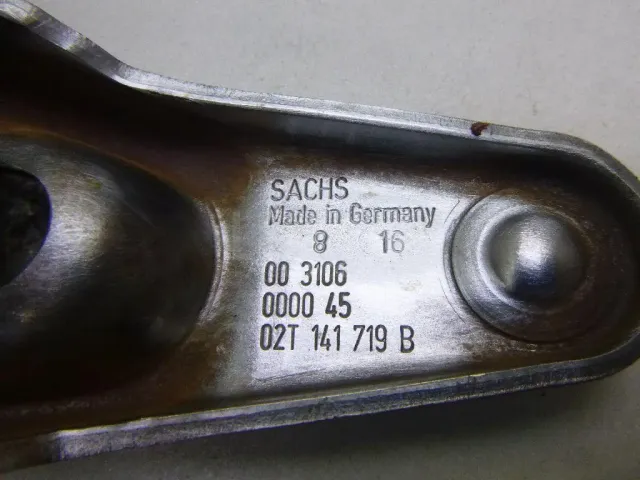 SACHS
Made in Germany
8 16
00 3106
0000 45
02T 141 719 B